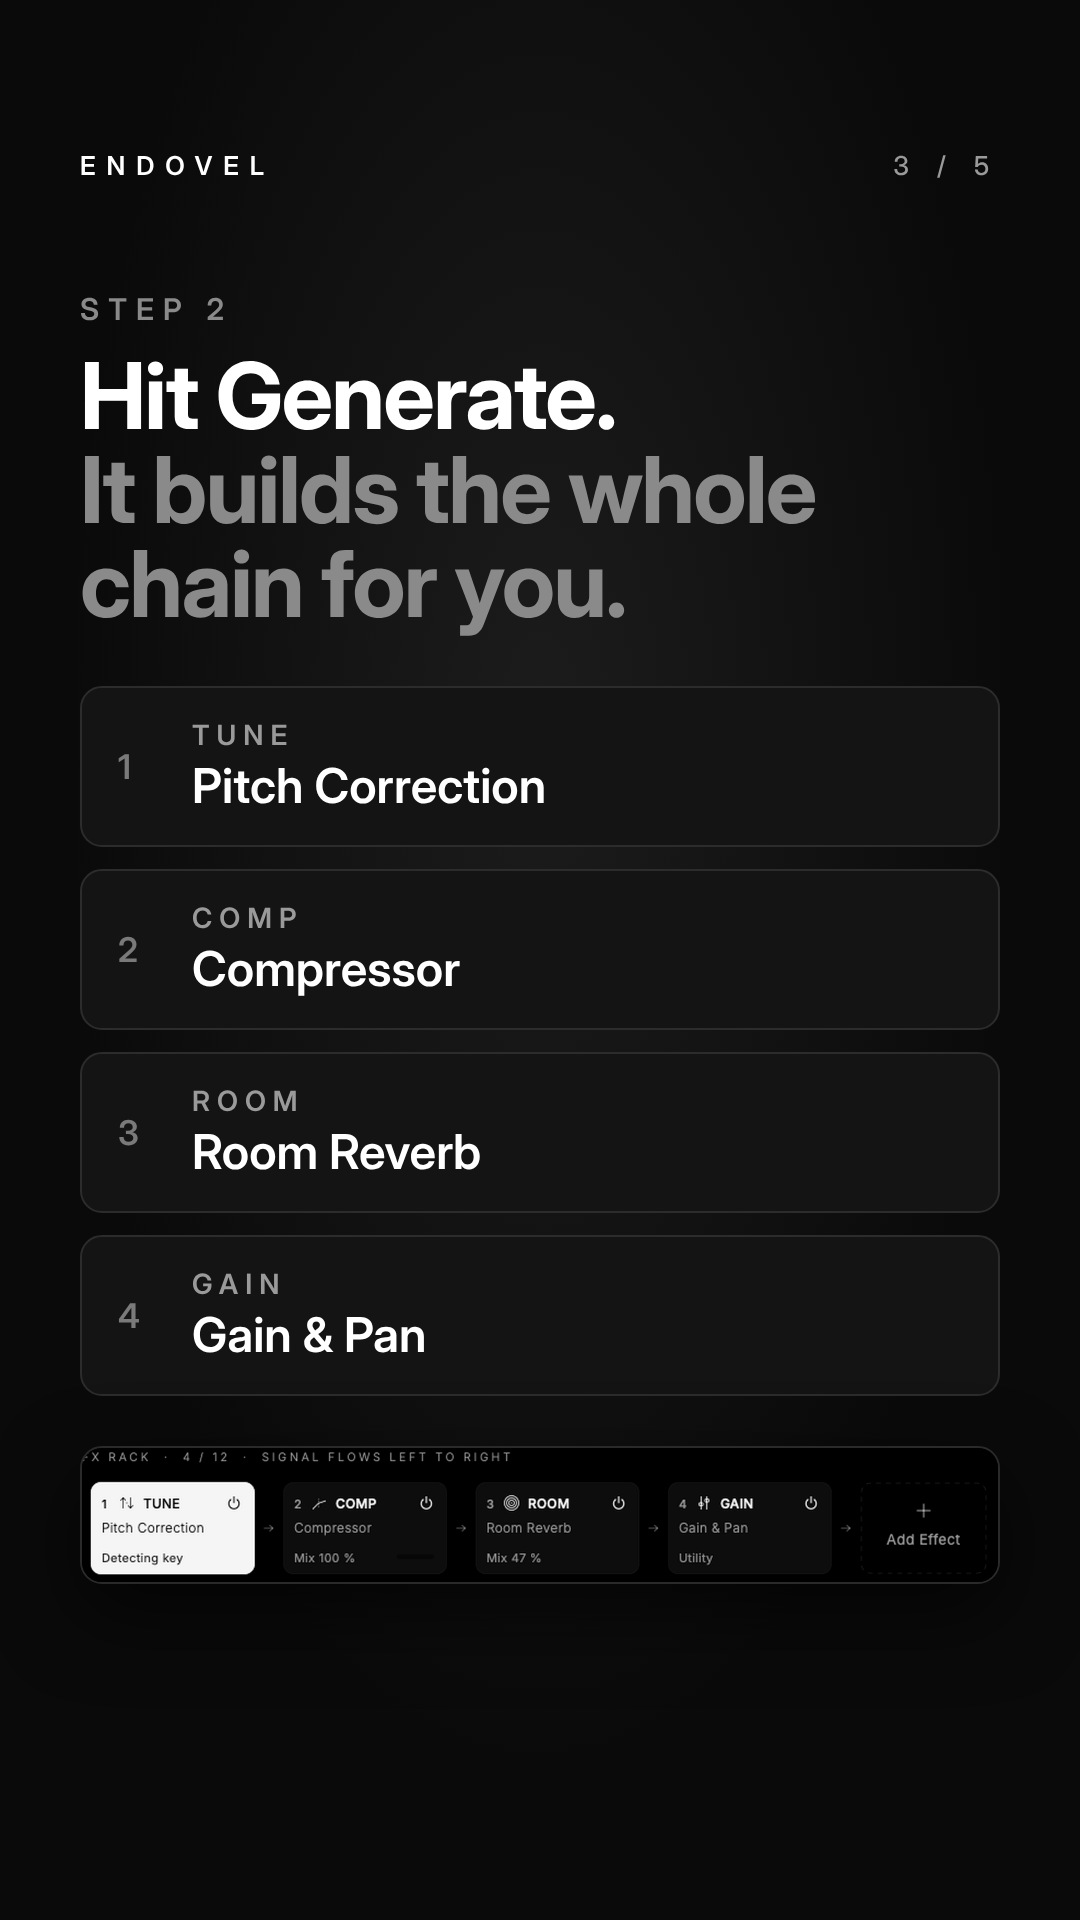 ENDOVEL
3 / 5
STEP 2
Hit Generate.
It builds the whole
chain for you.
1
TUNE
Pitch Correction
2
COMP
Compressor
3
ROOM
Room Reverb
4
GAIN
Gain & Pan
X RACK · 4 / 12 · SIGNAL FLOWS LEFT TO RIGHT
1 TUNE
Pitch Correction
Detecting key
→
2 COMP
Compressor
Mix 100 %
→
3 ROOM
Room Reverb
Mix 47 %
→
4 GAIN
Gain & Pan
Utility
→
+
Add Effect